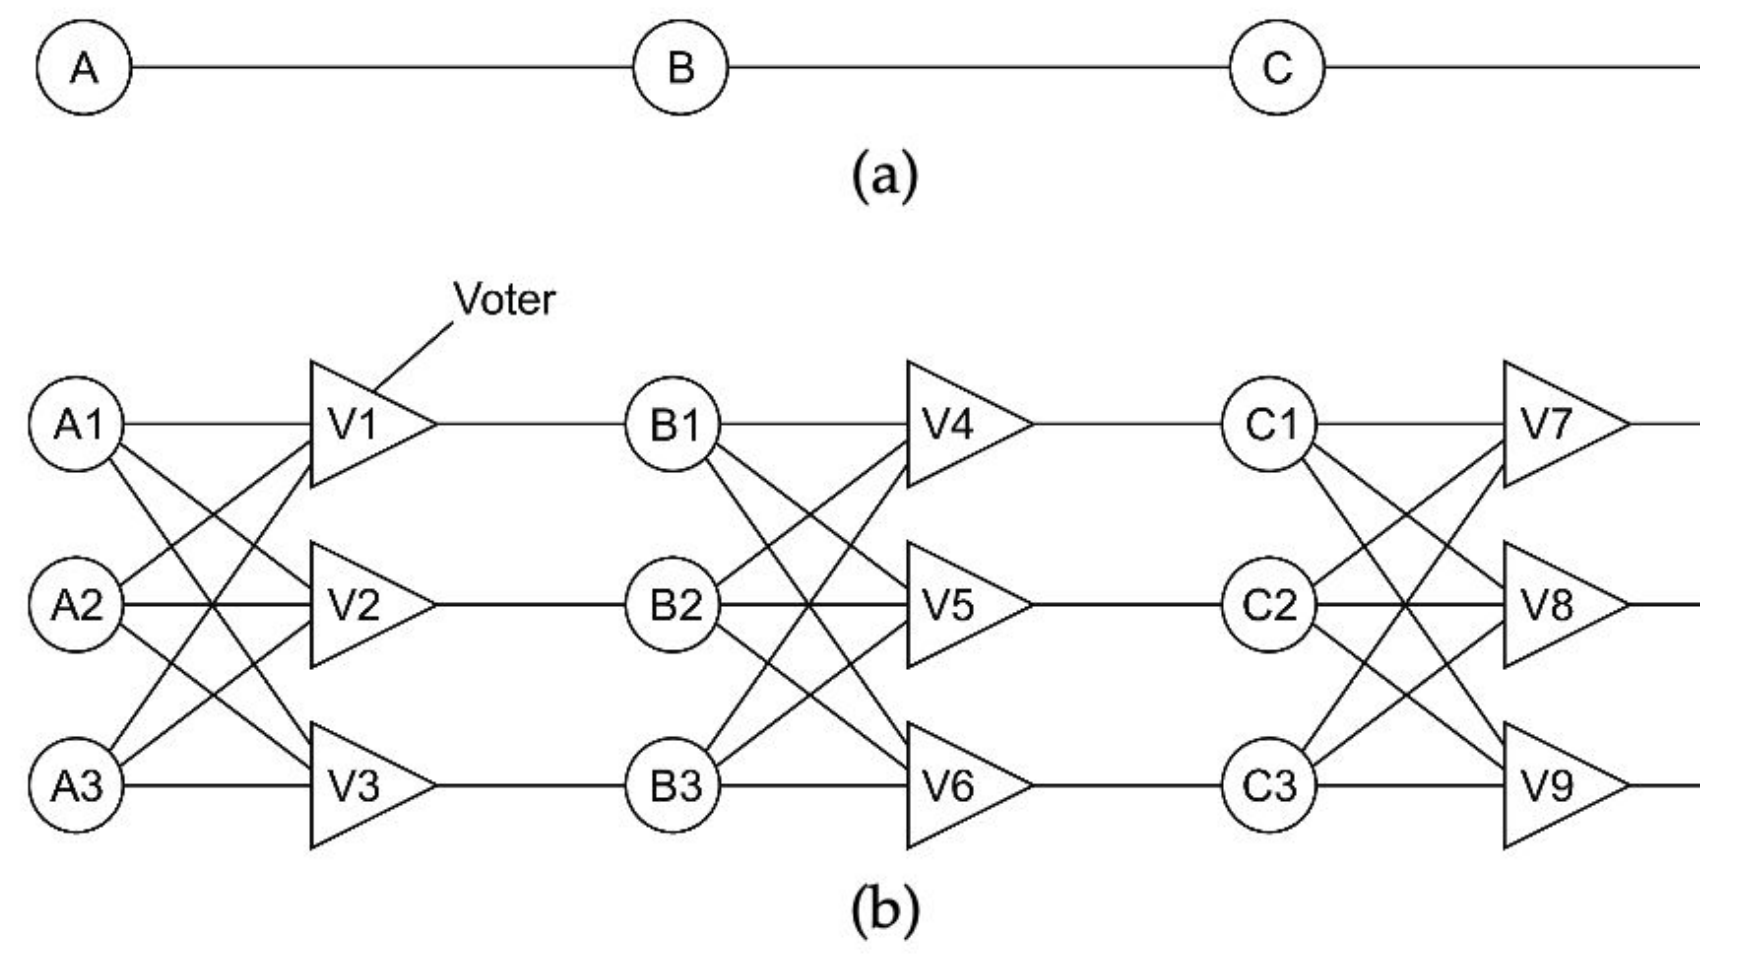 A B C
(a)
Voter
A1 V1 B1 V4 C1 V7
A2 V2 B2 V5 C2 V8
A3 V3 B3 V6 C3 V9
(b)